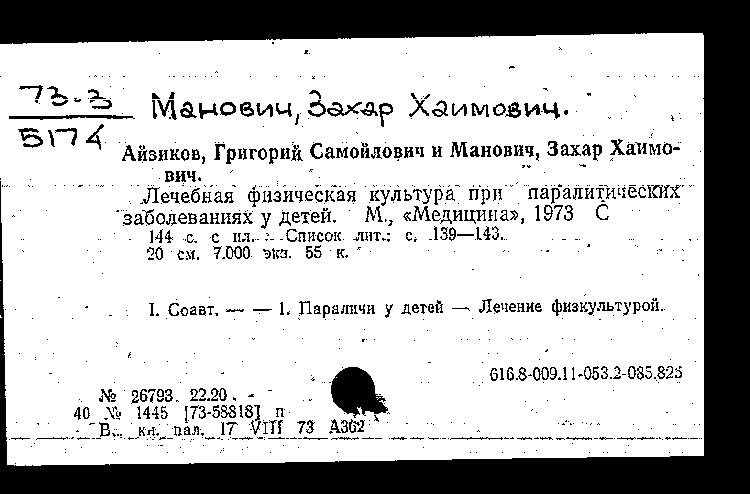 73-3
5174
Манович, Захар Хаимович.
Айзиков, Григорий Самойлович и Манович, Захар Хаимо-
вич.
Лечебная физическая культура при паралитических
заболеваниях у детей. М., «Медицина», 1973 С
144 с. с ил. Список лит.: с. 139—143.
20 см. 7.000 экз. 55 к.
I. Соавт. — — 1. Параличи у детей — Лечение физкультурой.
616.8-009.11-053.2-085.825
№ 26793. 22.20.
40 № 1445 [73-58818] п
Вс. кн. пал. 17 VIII 73 А362